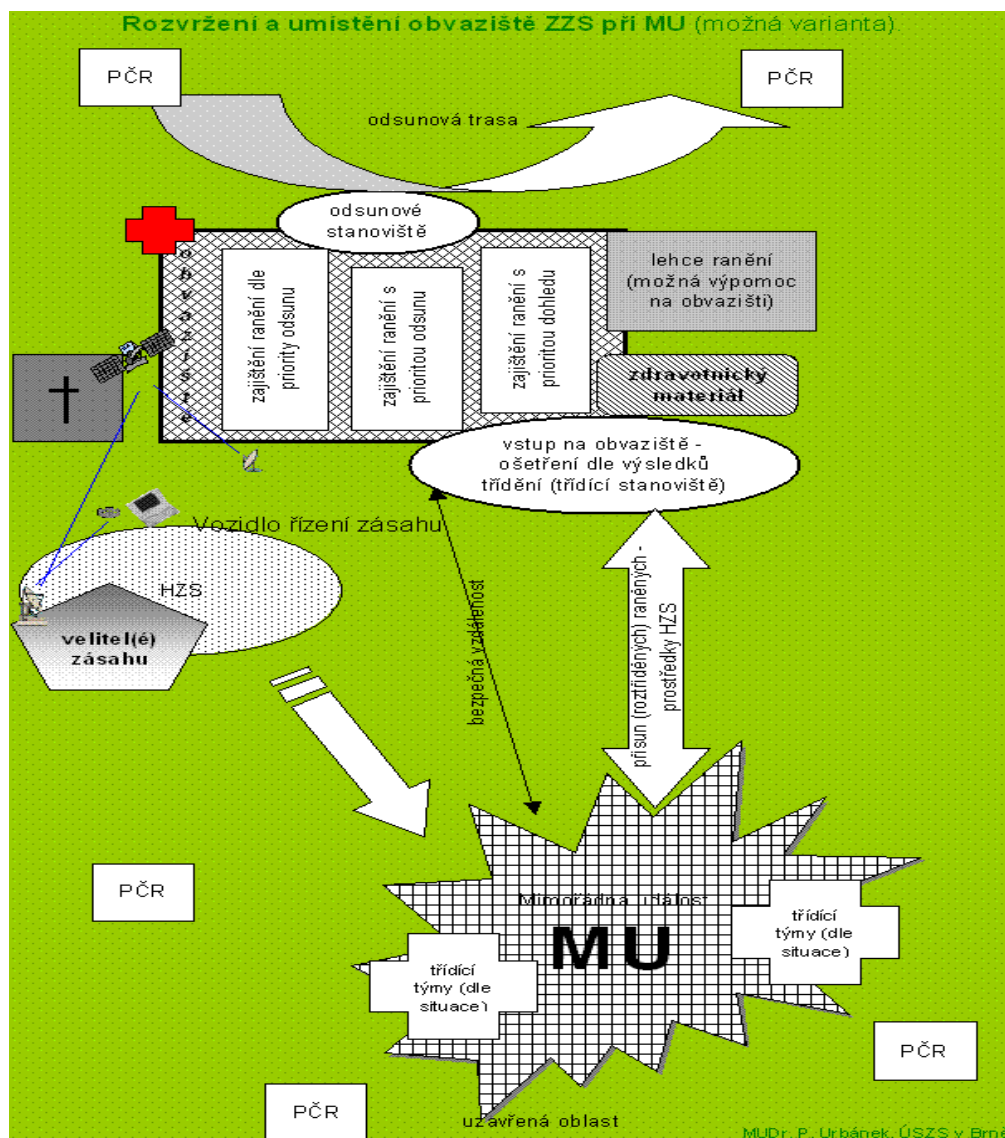 Rozvržení a umístění obvaziště ZZS při MU (možná varianta).
PČR
PČR
odsunová trasa
odsunové
stanoviště
obvaziště
zajištění ranění dle
priority odsunu
zajištění ranění s
prioritou odsunu
zajištění ranění s
prioritou dohledu
lehce ranění
(možná výpomoc
na obvazišti)
zdravotnický
materiál
vstup na obvaziště -
ošetření dle výsledků
třídění (třídící stanoviště)
Vozidlo řízení zásahu
HZS
velitel(é)
zásahu
bezpečná vzdálenost
přísun (roztříděných) raněných -
prostředky HZS
PČR
Mimořádna událost
MU
třídící
týmy (dle
situace)
třídící
týmy (dle
situace)
PČR
PČR
uzavřená oblast
MUDr. P. Urbánek, ÚSZS v Brně